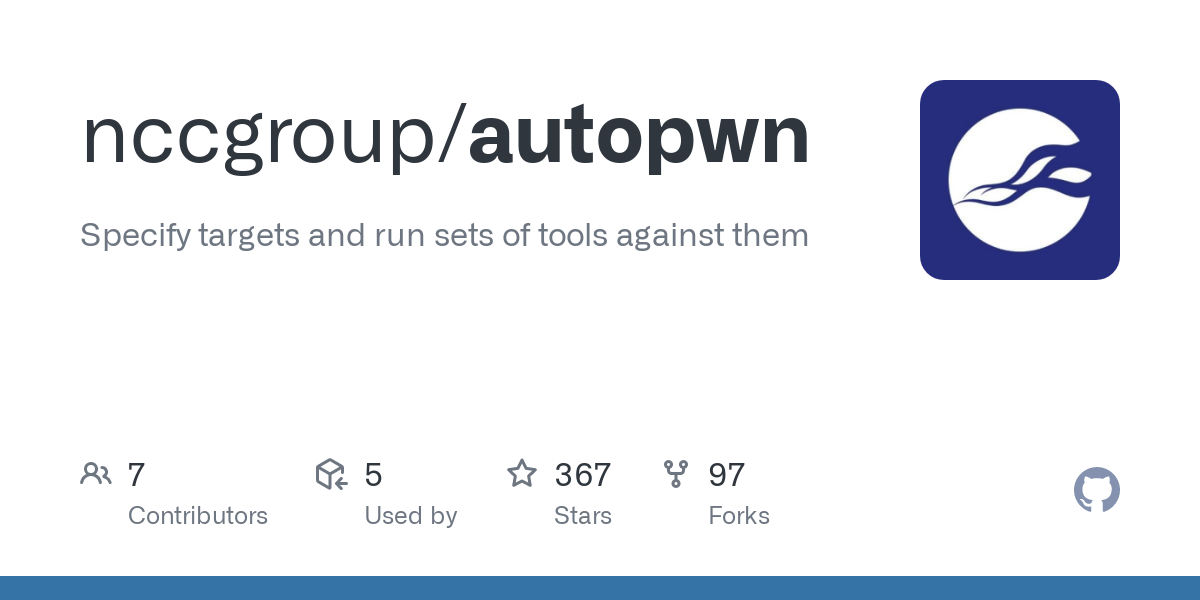 nccgroup/autopwn
Specify targets and run sets of tools against them
7
Contributors
5
Used by
367
Stars
97
Forks